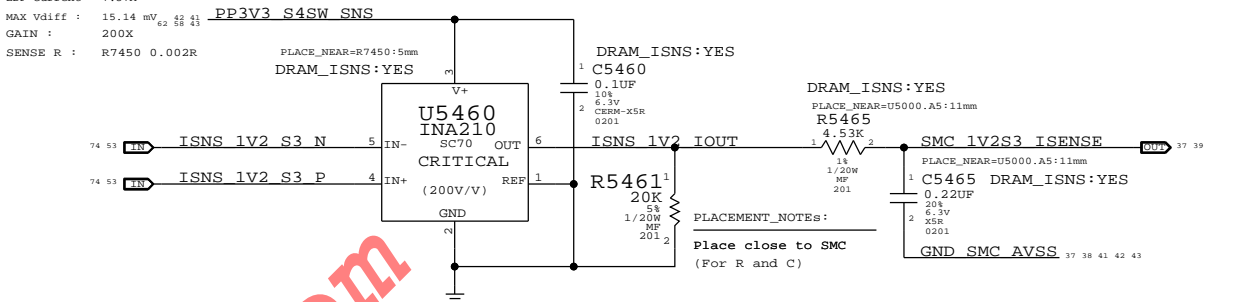 MAX Vdiff : 15.14 mV
GAIN : 200X
SENSE R : R7450 0.002R
42 41
62 58 43
PP3V3_S4SW_SNS
PLACE_NEAR=R7450:5mm
DRAM_ISNS:YES
3
V+
U5460
INA210
SC70
CRITICAL
(200V/V)
GND
2
74 53 IN ISNS_1V2_S3_N 5 IN-
74 53 IN ISNS_1V2_S3_P 4 IN+
OUT 6 ISNS_1V2_IOUT
REF 1
DRAM_ISNS:YES
1 C5460
0.1UF
10%
6.3V
2 CERM-X5R
0201
R5461 1
20K
5%
1/20W
MF
201 2
PLACEMENT_NOTEs:
Place close to SMC
(For R and C)
DRAM_ISNS:YES
PLACE_NEAR=U5000.A5:11mm
R5465
4.53K
1 2
1%
1/20W
MF
201
SMC_1V2S3_ISENSE OUT 37 39
PLACE_NEAR=U5000.A5:11mm
1 C5465 DRAM_ISNS:YES
0.22UF
20%
6.3V
2 X5R
0201
GND_SMC_AVSS 37 38 41 42 43
om